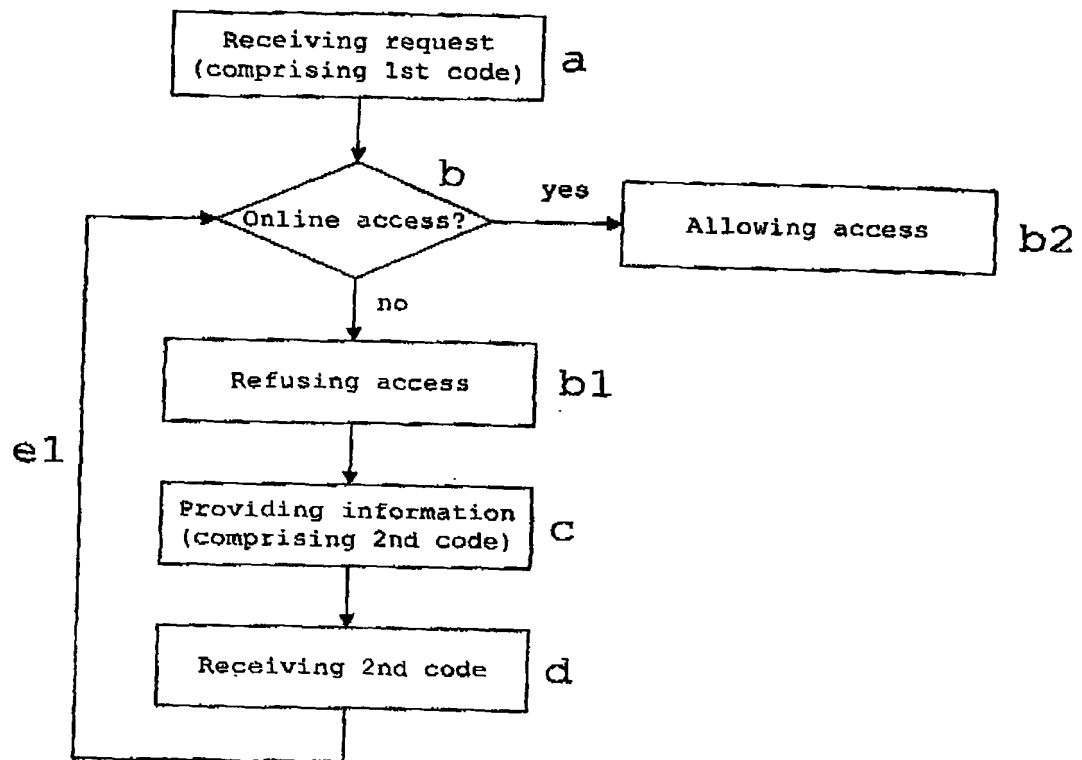 Receiving request
(comprising 1st code)
a
b
Online access?
yes
Allowing access
b2
no
Refusing access
b1
e1
Providing information
(comprising 2nd code)
c
Receiving 2nd code
d